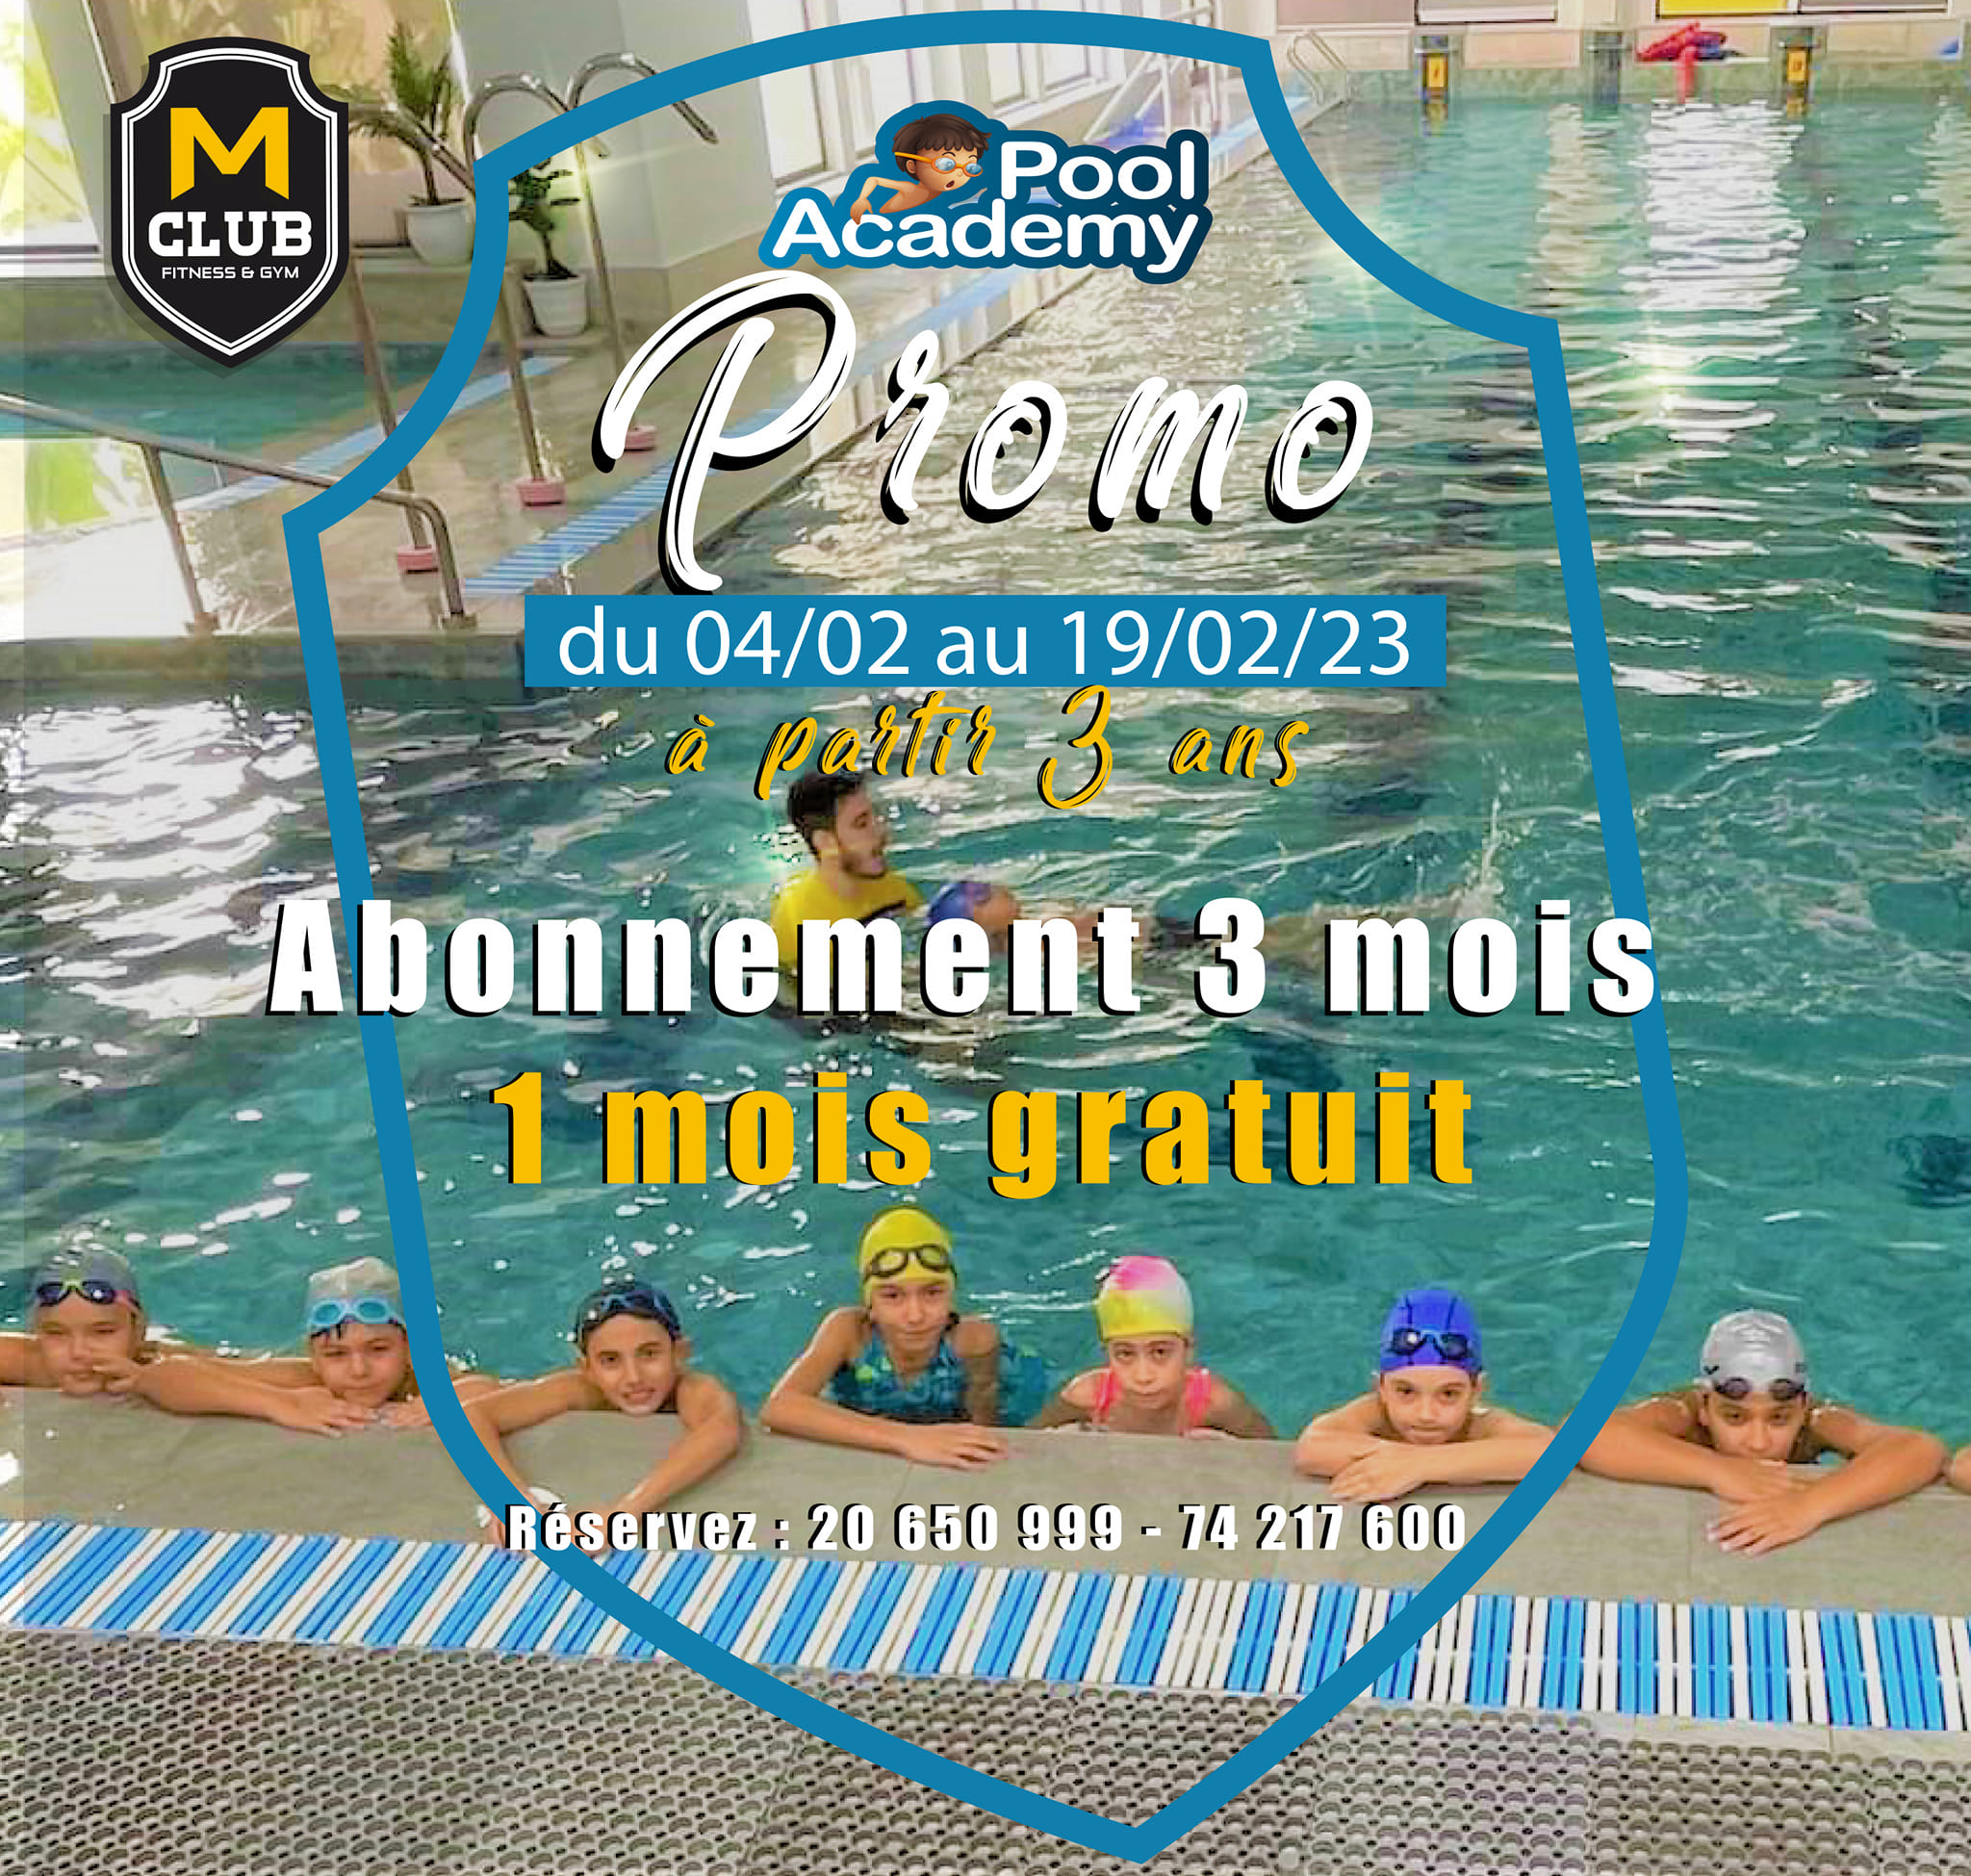 M
CLUB
FITNESS & GYM
Pool
Academy
Promo
du 04/02 au 19/02/23
à partir 3 ans
Abonnement 3 mois
1 mois gratuit
Réservez : 20 650 999 - 74 217 600